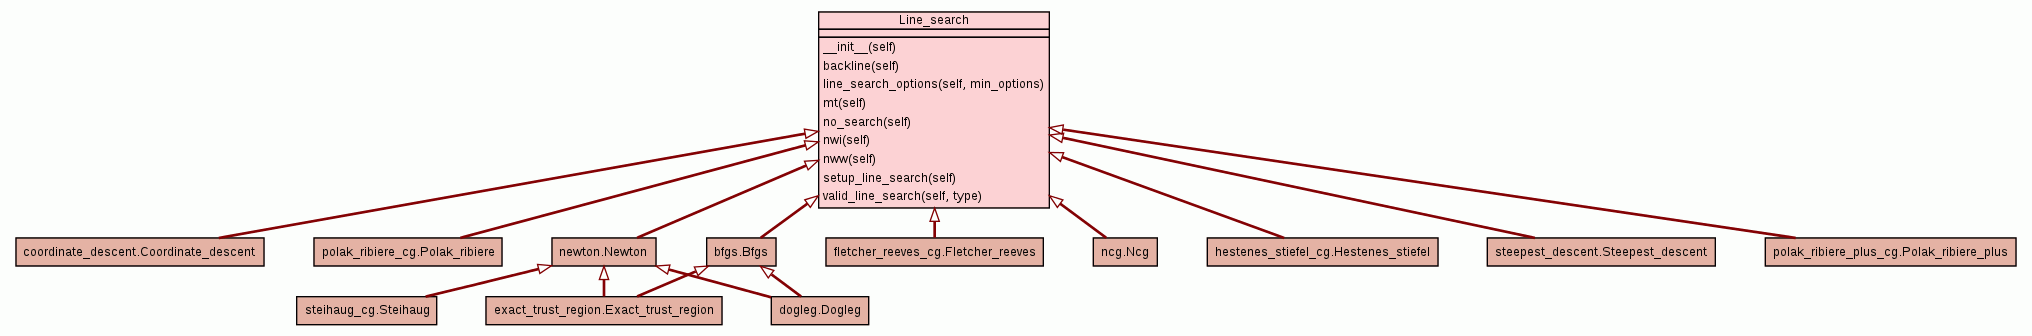 Line_search
__init__(self)
backline(self)
line_search_options(self, min_options)
mt(self)
no_search(self)
nwi(self)
nww(self)
setup_line_search(self)
valid_line_search(self, type)
coordinate_descent.Coordinate_descent
polak_ribiere_cg.Polak_ribiere
newton.Newton
bfgs.Bfgs
fletcher_reeves_cg.Fletcher_reeves
ncg.Ncg
hestenes_stiefel_cg.Hestenes_stiefel
steepest_descent.Steepest_descent
polak_ribiere_plus_cg.Polak_ribiere_plus
steihaug_cg.Steihaug
exact_trust_region.Exact_trust_region
dogleg.Dogleg